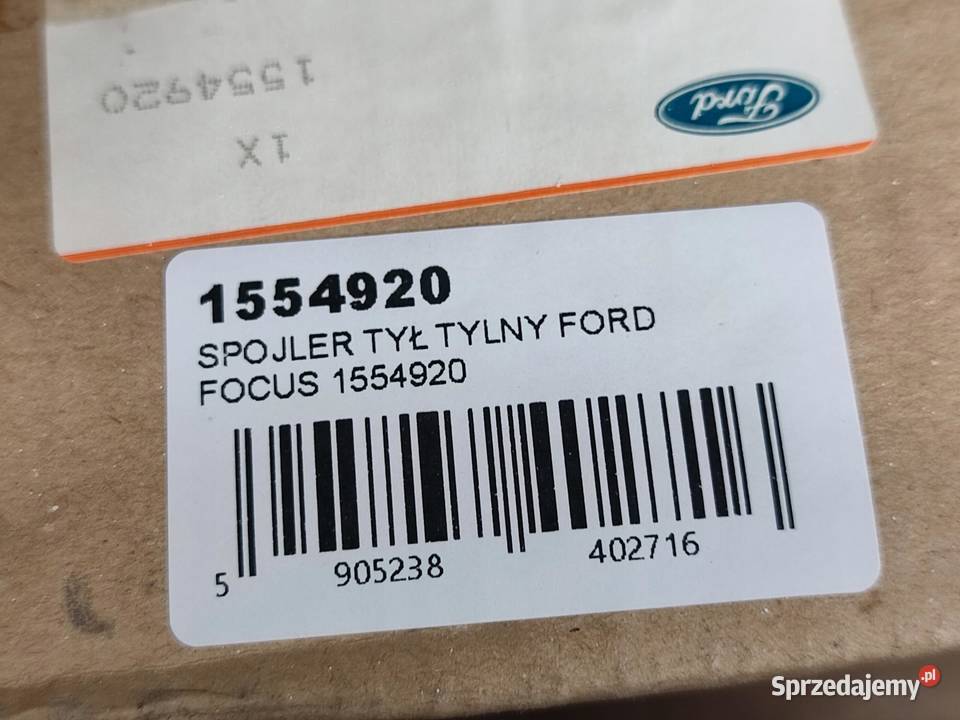 1554920
1X
Ford
1554920
SPOJLER TYŁ TYLNY FORD
FOCUS 1554920
5 905238 402716
Sprzedajemy.pl